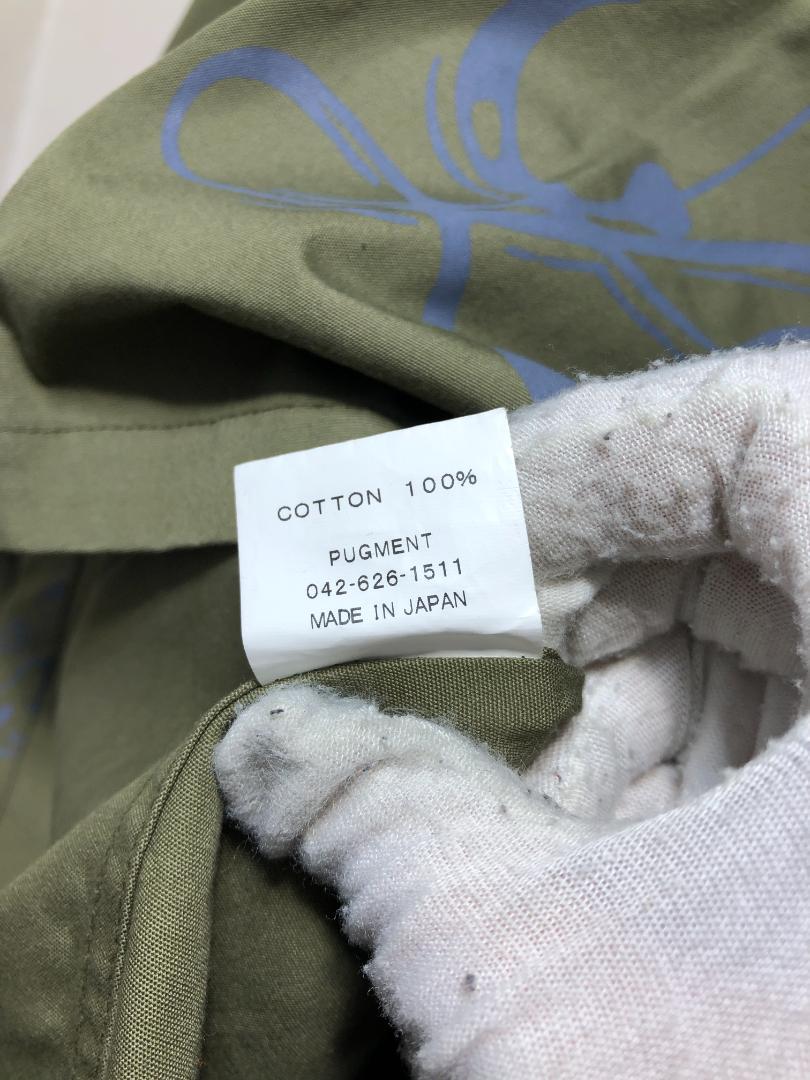 COTTON 100%
PUGMENT
042-626-1511
MADE IN JAPAN